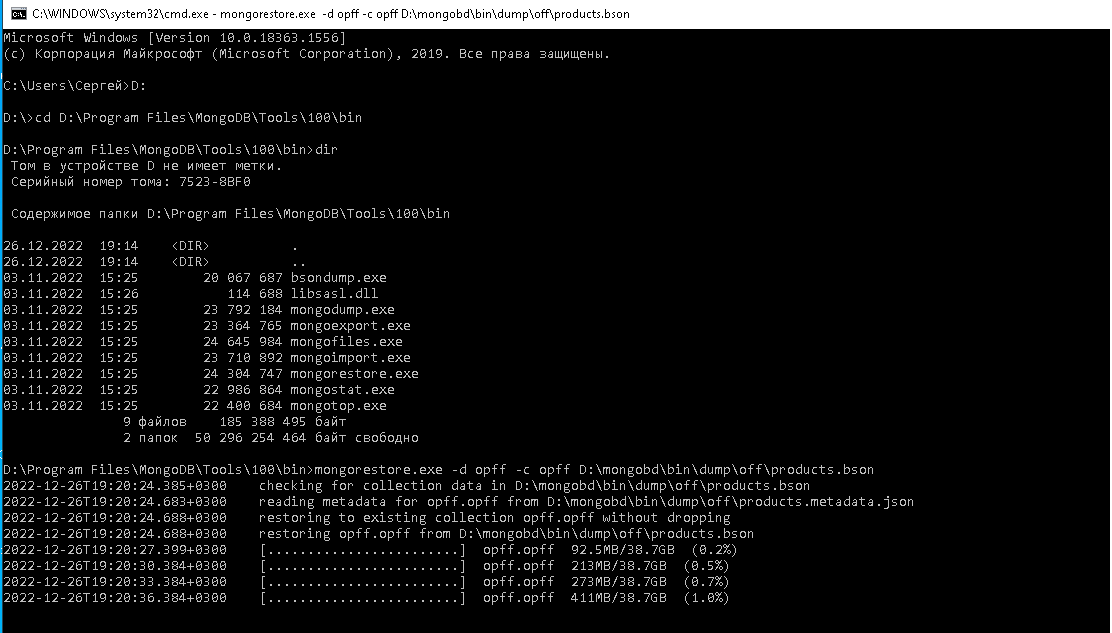 C:\WINDOWS\system32\cmd.exe - mongorestore.exe -d opff -c opff D:\mongobd\bin\dump\off\products.bson
Microsoft Windows [Version 10.0.18363.1556]
(c) Корпорация Майкрософт (Microsoft Corporation), 2019. Все права защищены.
C:\Users\Сергей>D:
D:\>cd D:\Program Files\MongoDB\Tools\100\bin
D:\Program Files\MongoDB\Tools\100\bin>dir
Том в устройстве D не имеет метки.
Серийный номер тома: 7523-8BF0
Содержимое папки D:\Program Files\MongoDB\Tools\100\bin
26.12.2022  19:14    <DIR>          .
26.12.2022  19:14    <DIR>          ..
03.11.2022  15:25        20 067 687 bsondump.exe
03.11.2022  15:26           114 688 libsasl.dll
03.11.2022  15:25        23 792 184 mongodump.exe
03.11.2022  15:25        23 364 765 mongoexport.exe
03.11.2022  15:25        24 645 984 mongofiles.exe
03.11.2022  15:25        23 710 892 mongoimport.exe
03.11.2022  15:25        24 304 747 mongorestore.exe
03.11.2022  15:25        22 986 864 mongostat.exe
03.11.2022  15:25        22 400 684 mongotop.exe
9 файлов    185 388 495 байт
2 папок  50 296 254 464 байт свободно
D:\Program Files\MongoDB\Tools\100\bin>mongorestore.exe -d opff -c opff D:\mongobd\bin\dump\off\products.bson
2022-12-26T19:20:24.385+0300    checking for collection data in D:\mongobd\bin\dump\off\products.bson
2022-12-26T19:20:24.683+0300    reading metadata for opff.opff from D:\mongobd\bin\dump\off\products.metadata.json
2022-12-26T19:20:24.688+0300    restoring to existing collection opff.opff without dropping
2022-12-26T19:20:24.688+0300    restoring opff.opff from D:\mongobd\bin\dump\off\products.bson
2022-12-26T19:20:27.399+0300    [........................]  opff.opff  92.5MB/38.7GB  (0.2%)
2022-12-26T19:20:30.384+0300    [........................]  opff.opff  213MB/38.7GB  (0.5%)
2022-12-26T19:20:33.384+0300    [........................]  opff.opff  273MB/38.7GB  (0.7%)
2022-12-26T19:20:36.384+0300    [........................]  opff.opff  411MB/38.7GB  (1.0%)